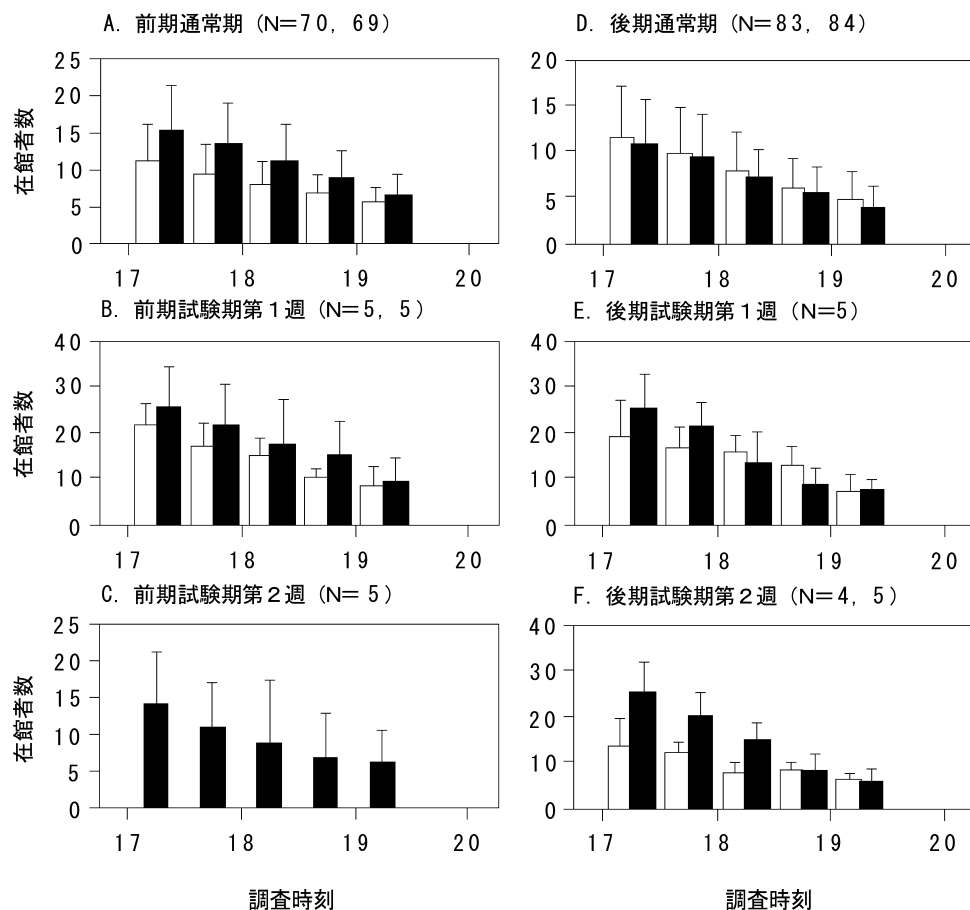 A. 前期通常期（N＝70, 69）
在館者数
25
20
15
10
5
0
17 18 19 20
B. 前期試験期第１週（N＝5, 5）
在館者数
40
30
20
10
0
17 18 19 20
C. 前期試験期第２週（N＝5）
在館者数
25
20
15
10
5
0
17 18 19 20
調査時刻
D. 後期通常期（N＝83, 84）
20
15
10
5
0
17 18 19 20
E. 後期試験期第１週（N＝5）
40
30
20
10
0
17 18 19 20
F. 後期試験期第２週（N＝4, 5）
40
30
20
10
0
17 18 19 20
調査時刻